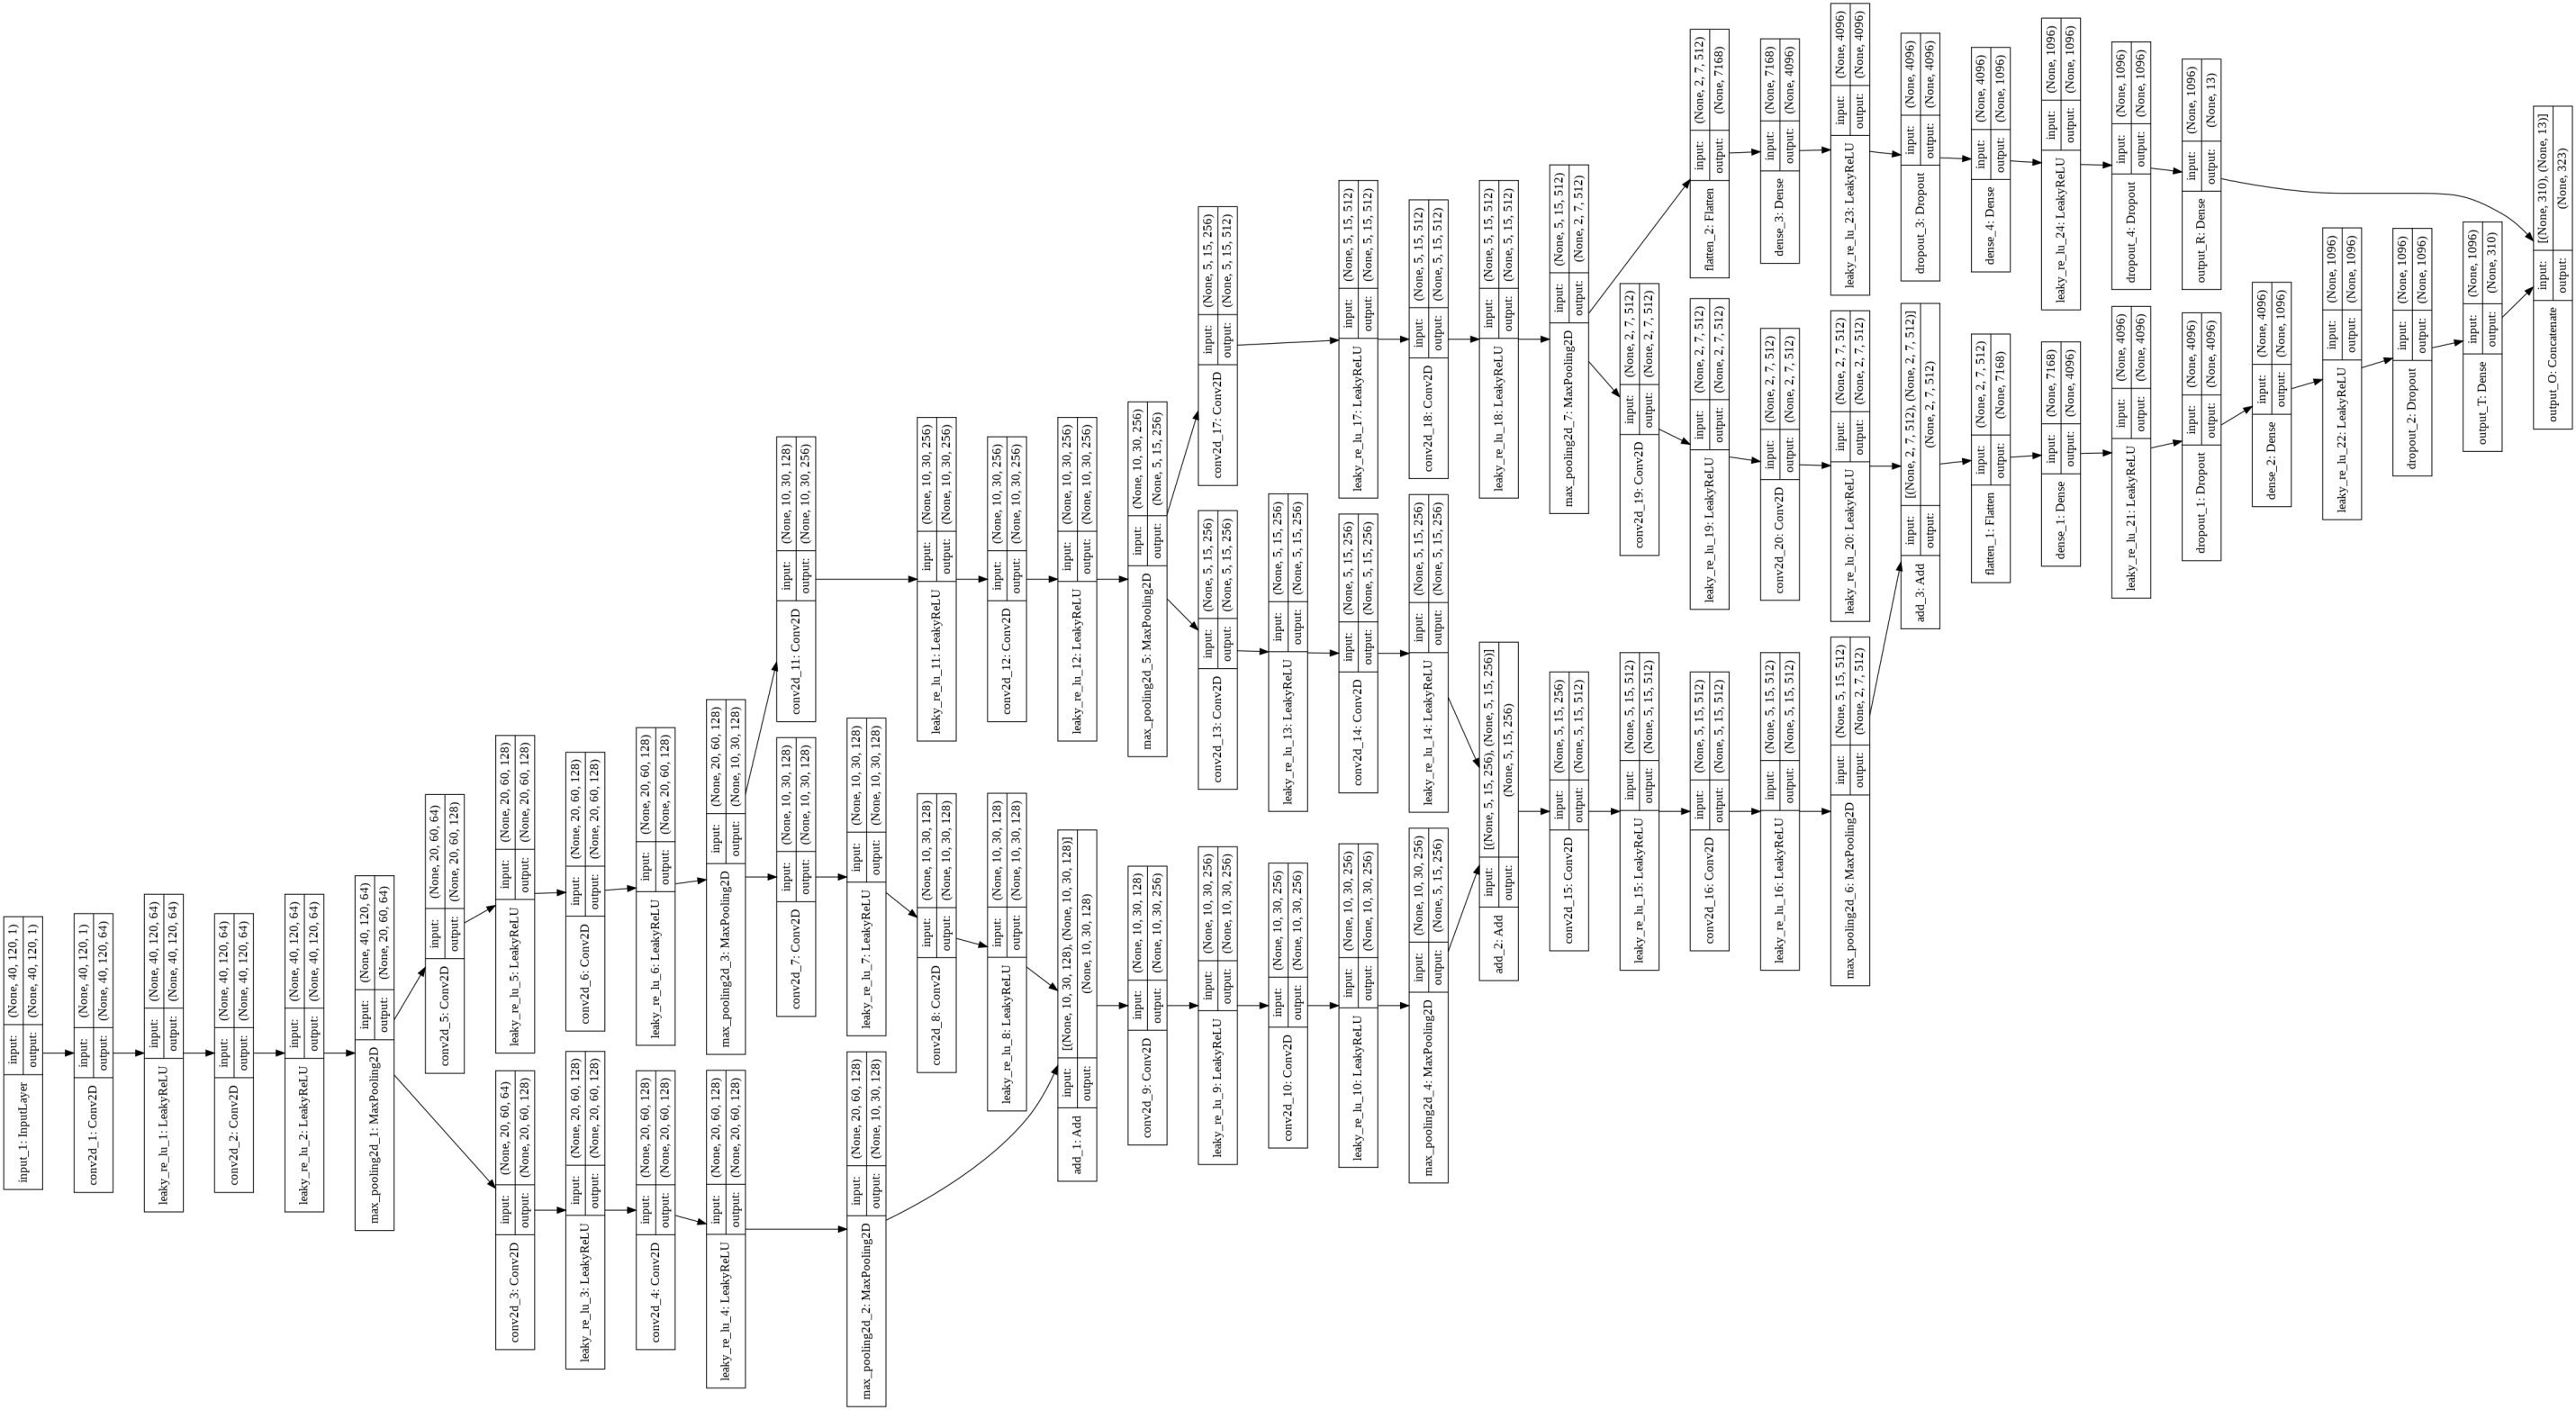 input_1: InputLayer
input: (None, 40, 120, 1)
output: (None, 40, 120, 1)
conv2d_1: Conv2D
input: (None, 40, 120, 1)
output: (None, 40, 120, 64)
leaky_re_lu_1: LeakyReLU
input: (None, 40, 120, 64)
output: (None, 40, 120, 64)
conv2d_2: Conv2D
input: (None, 40, 120, 64)
output: (None, 40, 120, 64)
leaky_re_lu_2: LeakyReLU
input: (None, 40, 120, 64)
output: (None, 40, 120, 64)
max_pooling2d_1: MaxPooling2D
input: (None, 40, 120, 64)
output: (None, 20, 60, 64)
conv2d_5: Conv2D
input: (None, 20, 60, 64)
output: (None, 20, 60, 128)
leaky_re_lu_5: LeakyReLU
input: (None, 20, 60, 128)
output: (None, 20, 60, 128)
conv2d_3: Conv2D
input: (None, 20, 60, 64)
output: (None, 20, 60, 128)
conv2d_6: Conv2D
input: (None, 20, 60, 128)
output: (None, 20, 60, 128)
leaky_re_lu_3: LeakyReLU
input: (None, 20, 60, 128)
output: (None, 20, 60, 128)
leaky_re_lu_6: LeakyReLU
input: (None, 20, 60, 128)
output: (None, 20, 60, 128)
conv2d_4: Conv2D
input: (None, 20, 60, 128)
output: (None, 20, 60, 128)
max_pooling2d_3: MaxPooling2D
input: (None, 20, 60, 128)
output: (None, 10, 30, 128)
leaky_re_lu_4: LeakyReLU
input: (None, 20, 60, 128)
output: (None, 20, 60, 128)
conv2d_11: Conv2D
input: (None, 10, 30, 128)
output: (None, 10, 30, 256)
conv2d_7: Conv2D
input: (None, 10, 30, 128)
output: (None, 10, 30, 128)
leaky_re_lu_7: LeakyReLU
input: (None, 10, 30, 128)
output: (None, 10, 30, 128)
max_pooling2d_2: MaxPooling2D
input: (None, 20, 60, 128)
output: (None, 10, 30, 128)
leaky_re_lu_11: LeakyReLU
input: (None, 10, 30, 256)
output: (None, 10, 30, 256)
conv2d_8: Conv2D
input: (None, 10, 30, 128)
output: (None, 10, 30, 128)
conv2d_12: Conv2D
input: (None, 10, 30, 256)
output: (None, 10, 30, 256)
leaky_re_lu_8: LeakyReLU
input: (None, 10, 30, 128)
output: (None, 10, 30, 128)
leaky_re_lu_12: LeakyReLU
input: (None, 10, 30, 256)
output: (None, 10, 30, 256)
add_1: Add
input: [(None, 10, 30, 128), (None, 10, 30, 128)]
output: (None, 10, 30, 128)
max_pooling2d_5: MaxPooling2D
input: (None, 10, 30, 256)
output: (None, 5, 15, 256)
conv2d_9: Conv2D
input: (None, 10, 30, 128)
output: (None, 10, 30, 256)
conv2d_17: Conv2D
input: (None, 5, 15, 256)
output: (None, 5, 15, 512)
conv2d_13: Conv2D
input: (None, 5, 15, 256)
output: (None, 5, 15, 256)
leaky_re_lu_9: LeakyReLU
input: (None, 10, 30, 256)
output: (None, 10, 30, 256)
leaky_re_lu_13: LeakyReLU
input: (None, 5, 15, 256)
output: (None, 5, 15, 256)
conv2d_10: Conv2D
input: (None, 10, 30, 256)
output: (None, 10, 30, 256)
leaky_re_lu_17: LeakyReLU
input: (None, 5, 15, 512)
output: (None, 5, 15, 512)
conv2d_14: Conv2D
input: (None, 5, 15, 256)
output: (None, 5, 15, 256)
leaky_re_lu_10: LeakyReLU
input: (None, 10, 30, 256)
output: (None, 10, 30, 256)
conv2d_18: Conv2D
input: (None, 5, 15, 512)
output: (None, 5, 15, 512)
leaky_re_lu_14: LeakyReLU
input: (None, 5, 15, 256)
output: (None, 5, 15, 256)
max_pooling2d_4: MaxPooling2D
input: (None, 10, 30, 256)
output: (None, 5, 15, 256)
leaky_re_lu_18: LeakyReLU
input: (None, 5, 15, 512)
output: (None, 5, 15, 512)
add_2: Add
input: [(None, 5, 15, 256), (None, 5, 15, 256)]
output: (None, 5, 15, 256)
max_pooling2d_7: MaxPooling2D
input: (None, 5, 15, 512)
output: (None, 2, 7, 512)
conv2d_15: Conv2D
input: (None, 5, 15, 256)
output: (None, 5, 15, 512)
conv2d_19: Conv2D
input: (None, 2, 7, 512)
output: (None, 2, 7, 512)
leaky_re_lu_15: LeakyReLU
input: (None, 5, 15, 512)
output: (None, 5, 15, 512)
flatten_2: Flatten
input: (None, 2, 7, 512)
output: (None, 7168)
leaky_re_lu_19: LeakyReLU
input: (None, 2, 7, 512)
output: (None, 2, 7, 512)
conv2d_16: Conv2D
input: (None, 5, 15, 512)
output: (None, 5, 15, 512)
dense_3: Dense
input: (None, 7168)
output: (None, 4096)
conv2d_20: Conv2D
input: (None, 2, 7, 512)
output: (None, 2, 7, 512)
leaky_re_lu_16: LeakyReLU
input: (None, 5, 15, 512)
output: (None, 5, 15, 512)
leaky_re_lu_23: LeakyReLU
input: (None, 4096)
output: (None, 4096)
leaky_re_lu_20: LeakyReLU
input: (None, 2, 7, 512)
output: (None, 2, 7, 512)
max_pooling2d_6: MaxPooling2D
input: (None, 5, 15, 512)
output: (None, 2, 7, 512)
dropout_3: Dropout
input: (None, 4096)
output: (None, 4096)
add_3: Add
input: [(None, 2, 7, 512), (None, 2, 7, 512)]
output: (None, 2, 7, 512)
dense_4: Dense
input: (None, 4096)
output: (None, 1096)
flatten_1: Flatten
input: (None, 2, 7, 512)
output: (None, 7168)
leaky_re_lu_24: LeakyReLU
input: (None, 1096)
output: (None, 1096)
dense_1: Dense
input: (None, 7168)
output: (None, 4096)
dropout_4: Dropout
input: (None, 1096)
output: (None, 1096)
leaky_re_lu_21: LeakyReLU
input: (None, 4096)
output: (None, 4096)
output_R: Dense
input: (None, 1096)
output: (None, 13)
dropout_1: Dropout
input: (None, 4096)
output: (None, 4096)
dense_2: Dense
input: (None, 4096)
output: (None, 1096)
leaky_re_lu_22: LeakyReLU
input: (None, 1096)
output: (None, 1096)
dropout_2: Dropout
input: (None, 1096)
output: (None, 1096)
output_T: Dense
input: (None, 1096)
output: (None, 310)
output_O: Concatenate
input: [(None, 310), (None, 13)]
output: (None, 323)